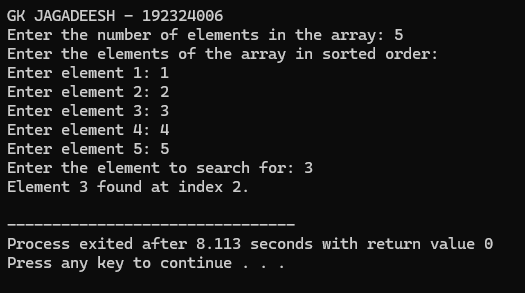 GK JAGADEESH - 192324006
Enter the number of elements in the array: 5
Enter the elements of the array in sorted order:
Enter element 1: 1
Enter element 2: 2
Enter element 3: 3
Enter element 4: 4
Enter element 5: 5
Enter the element to search for: 3
Element 3 found at index 2.

--------------------------------
Process exited after 8.113 seconds with return value 0
Press any key to continue . . .